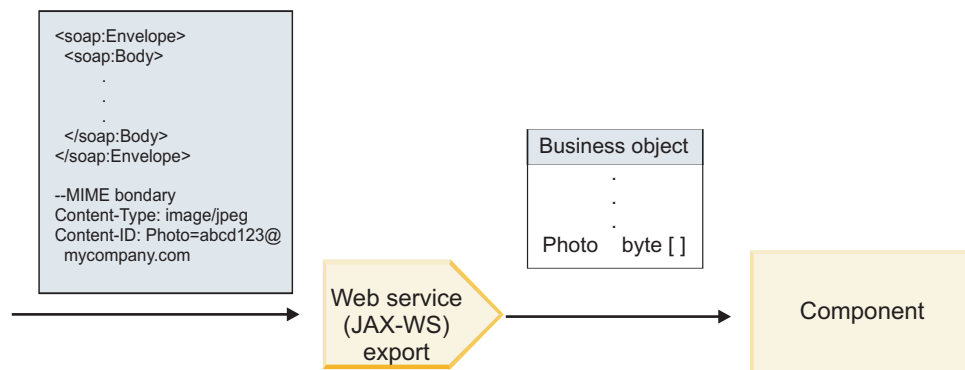 <soap:Envelope>
<soap:Body>
.
.
.
</soap:Body>
</soap:Envelope>
--MIME bondary
Content-Type: image/jpeg
Content-ID: Photo=abcd123@
mycompany.com
Web service
(JAX-WS)
export
Business object
.
.
.
Photo byte [ ]
Component